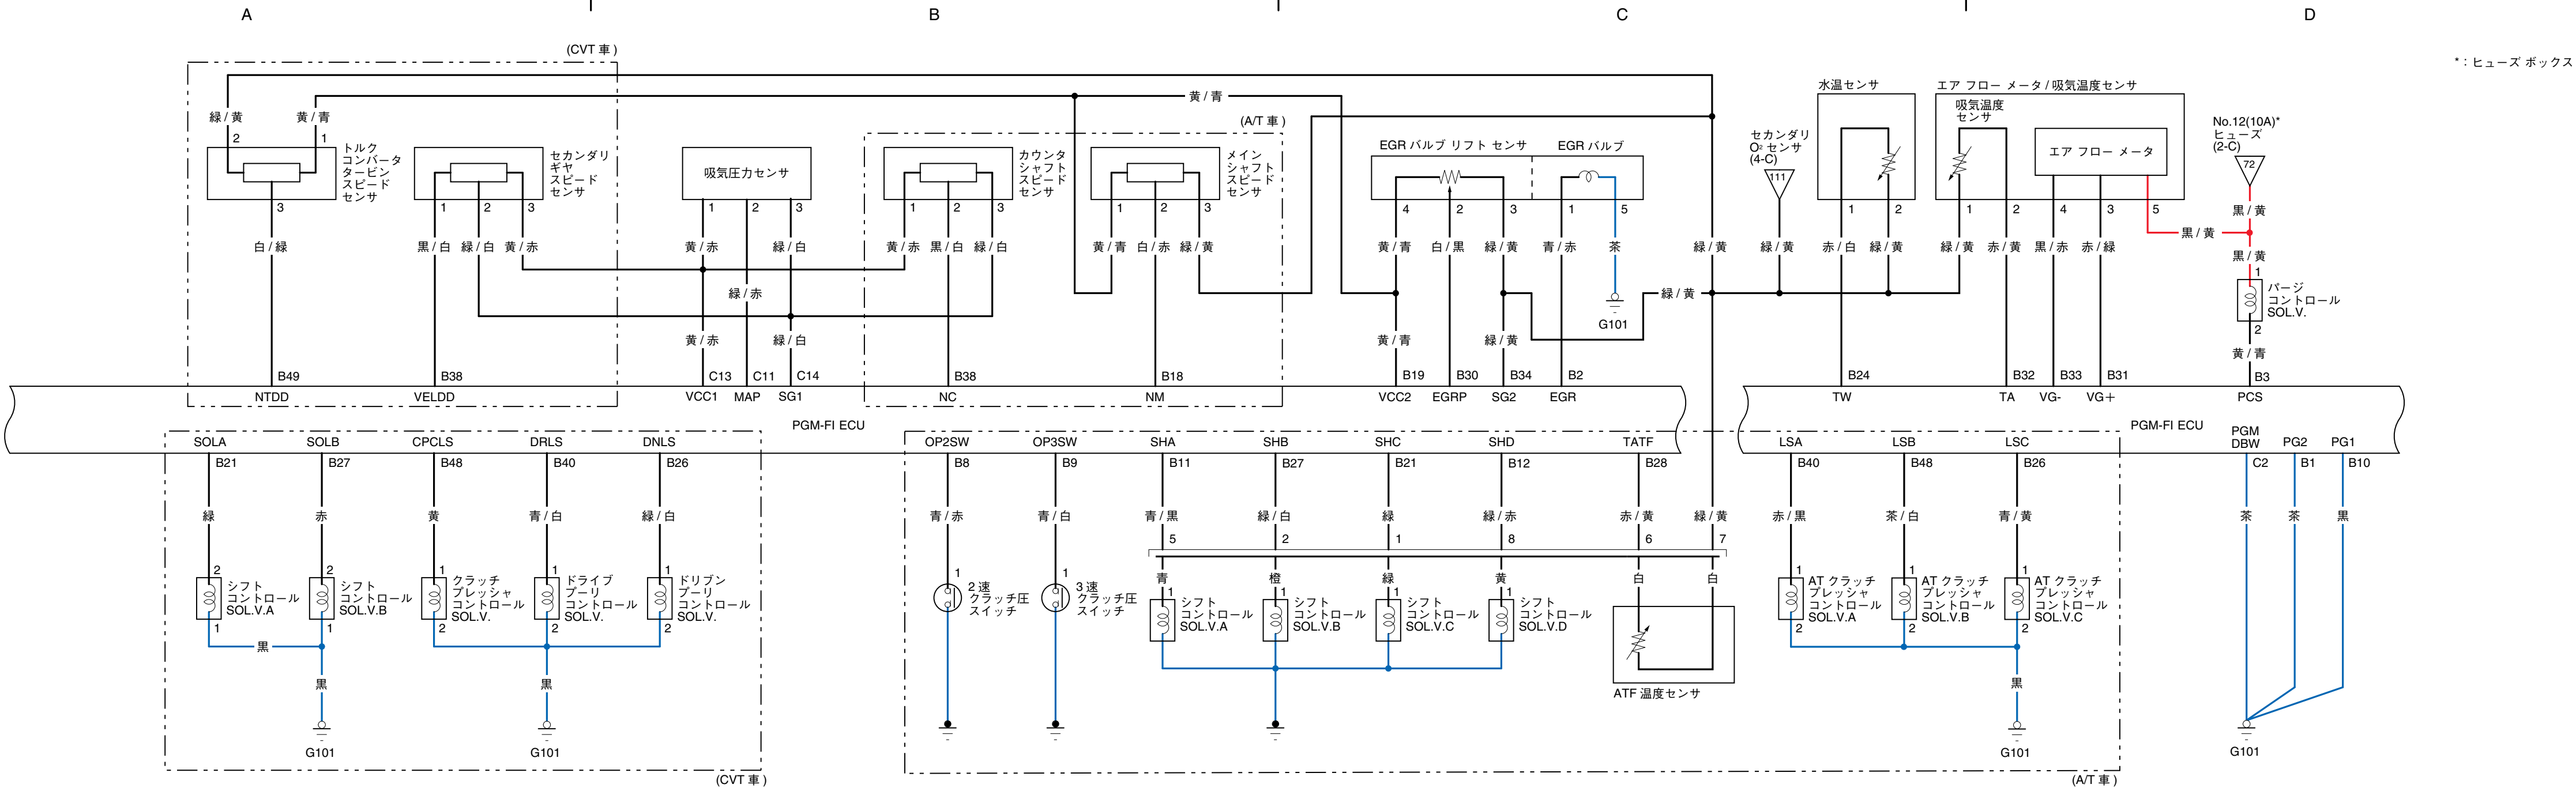 A
B
C
D
(CVT 車)
*：ヒューズ ボックス
緑 / 黄
黄 / 青
2
1
トルク
コンバータ
タービン
スピード
センサ
3
白 / 緑
セカンダリ
ギヤ
スピード
センサ
1
2
3
黒 / 白
緑 / 白
黄 / 赤
吸気圧力センサ
1
2
3
黄 / 赤
緑 / 白
緑 / 赤
黄 / 赤
緑 / 白
(A/T 車)
黄 / 青
カウンタ
シャフト
スピード
センサ
1
2
3
黄 / 赤
黒 / 白
緑 / 白
メイン
シャフト
スピード
センサ
1
2
3
黄 / 青
白 / 赤
緑 / 黄
EGR バルブ リフト センサ
EGR バルブ
4
2
3
1
5
黄 / 青
白 / 黒
緑 / 黄
青 / 赤
茶
G101
黄 / 青
緑 / 黄
緑 / 黄
緑 / 黄
セカンダリ
O2 センサ
(4-C)
111
緑 / 黄
水温センサ
1
2
赤 / 白
緑 / 黄
エア フロー メータ / 吸気温度センサ
吸気温度
センサ
エア フロー メータ
1
2
4
3
5
緑 / 黄
赤 / 黄
黒 / 赤
赤 / 緑
黒 / 黄
No.12(10A)*
ヒューズ
(2-C)
72
黒 / 黄
黒 / 黄
1
パージ
コントロール
SOL.V.
2
黄 / 青
B49
B38
C13
C11
C14
B38
B18
B19
B30
B34
B2
B24
B32
B33
B31
B3
NTDD
VELDD
VCC1
MAP
SG1
NC
NM
VCC2
EGRP
SG2
EGR
TW
TA
VG-
VG＋
PCS
PGM-FI ECU
PGM-FI ECU
SOLA
SOLB
CPCLS
DRLS
DNLS
OP2SW
OP3SW
SHA
SHB
SHC
SHD
TATF
LSA
LSB
LSC
PGM
DBW
PG2
PG1
B21
B27
B48
B40
B26
B8
B9
B11
B27
B21
B12
B28
B40
B48
B26
C2
B1
B10
緑
赤
黄
青 / 白
緑 / 白
青 / 赤
青 / 白
青 / 黒
緑 / 白
緑
緑 / 赤
赤 / 黄
緑 / 黄
赤 / 黒
茶 / 白
青 / 黄
茶
茶
黒
5
2
1
8
6
7
青
橙
緑
黄
白
白
2
シフト
コントロール
SOL.V.A
1
2
シフト
コントロール
SOL.V.B
1
1
クラッチ
プレッシャ
コントロール
SOL.V.
2
1
ドライブ
プーリ
コントロール
SOL.V.
2
1
ドリブン
プーリ
コントロール
SOL.V.
2
1
2 速
クラッチ圧
スイッチ
1
3 速
クラッチ圧
スイッチ
1
シフト
コントロール
SOL.V.A
1
シフト
コントロール
SOL.V.B
1
シフト
コントロール
SOL.V.C
1
シフト
コントロール
SOL.V.D
ATF 温度センサ
1
AT クラッチ
プレッシャ
コントロール
SOL.V.A
2
1
AT クラッチ
プレッシャ
コントロール
SOL.V.B
2
1
AT クラッチ
プレッシャ
コントロール
SOL.V.C
2
黒
黒
黒
黒
G101
G101
G101
G101
(CVT 車)
(A/T 車)